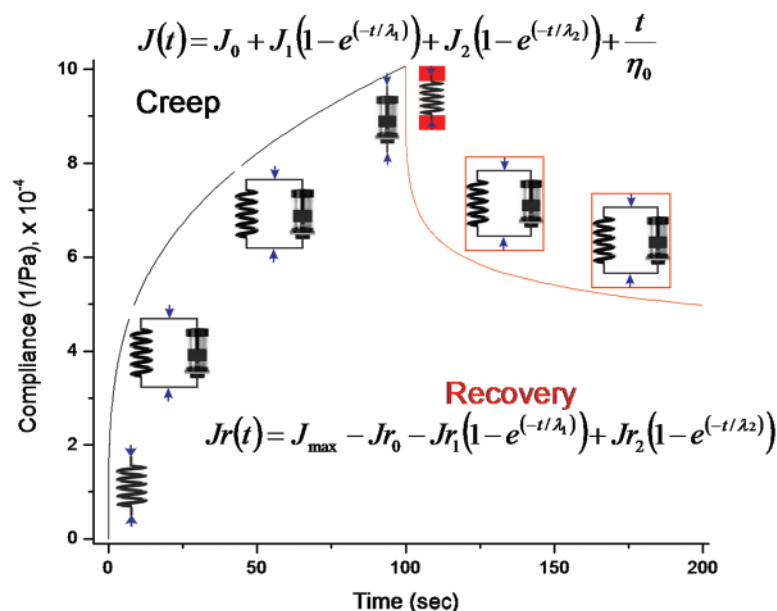 J(t) = J₀ + J₁(1 − e^(−t/λ₁)) + J₂(1 − e^(−t/λ₂)) + t/η₀
Creep
Recovery
Jr(t) = J_max − Jr₀ − Jr₁(1 − e^(−t/λ₁)) + Jr₂(1 − e^(−t/λ2))
Compliance (1/Pa), x 10⁻⁴
10
8
6
4
2
0
0 50 100 150 200
Time (sec)